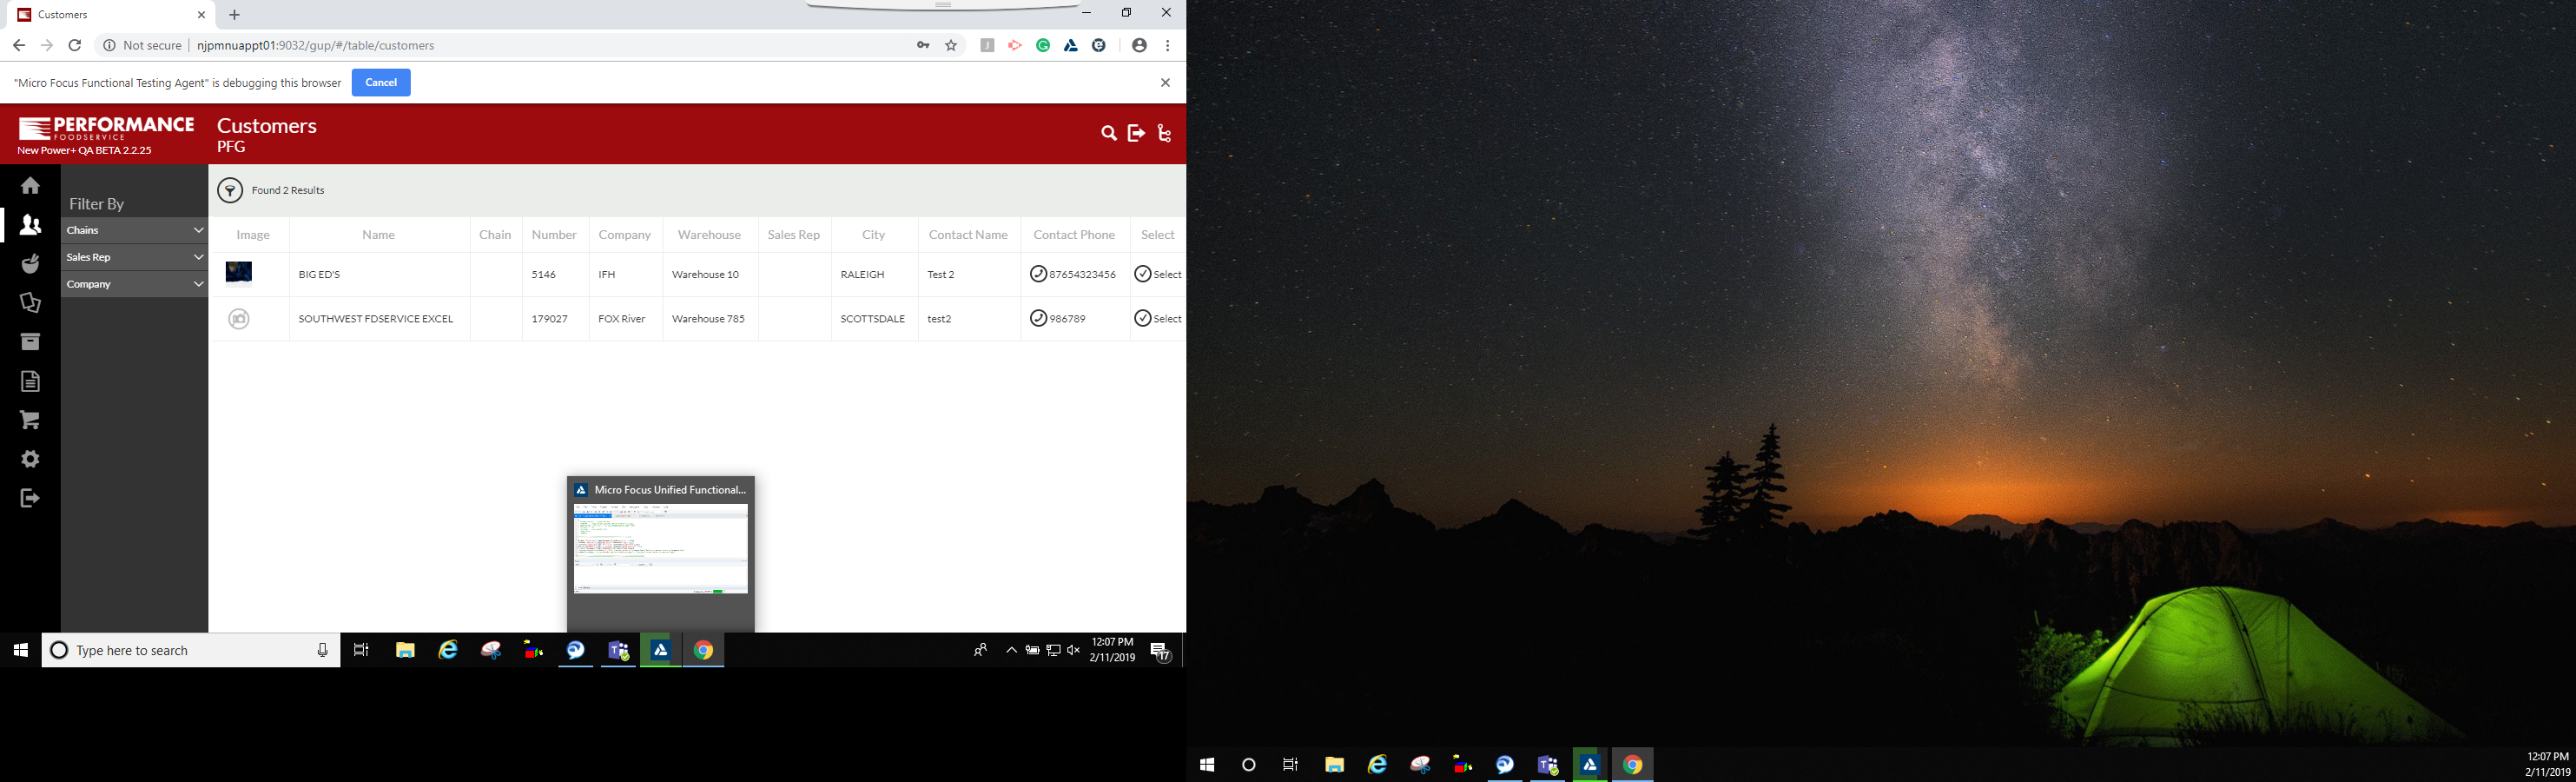 Customers
Not secure
njpmnuappt01:9032/gup/#/table/customers
"Micro Focus Functional Testing Agent" is debugging this browser
Cancel
PERFORMANCE
FOODSERVICE
New Power+ QA BETA 2.2.25
Customers
PFG
Filter By
Chains
Sales Rep
Company
Found 2 Results
Image Name Chain Number Company Warehouse Sales Rep City Contact Name Contact Phone Select
BIG ED'S 5146 IFH Warehouse 10 RALEIGH Test 2 87654323456 Select
SOUTHWEST FDSERVICE EXCEL 179027 FOX River Warehouse 785 SCOTTSDALE test2 986789 Select
Micro Focus Unified Functional...
Type here to search
12:07 PM
2/11/2019
17
12:07 PM
2/11/2019